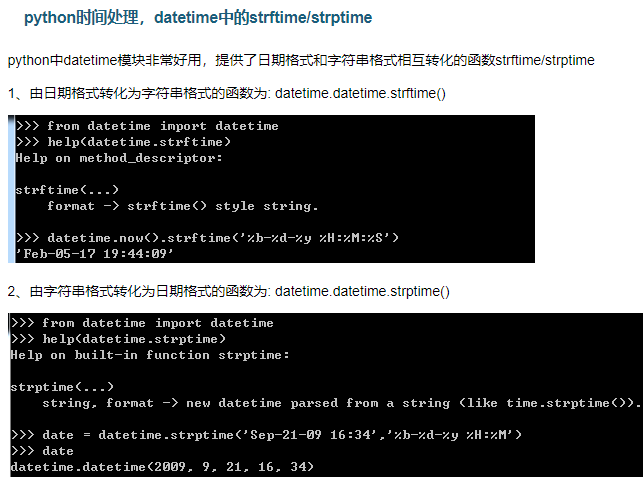 python时间处理，datetime中的strftime/strptime
python中datetime模块非常好用，提供了日期格式和字符串格式相互转化的函数strftime/strptime
1、由日期格式转化为字符串格式的函数为: datetime.datetime.strftime()
>>> from datetime import datetime
>>> help(datetime.strftime)
Help on method_descriptor:
strftime(...)
    format -> strftime() style string.
>>> datetime.now().strftime('%b-%d-%y %H:%M:%S')
'Feb-05-17 19:44:09'
2、由字符串格式转化为日期格式的函数为: datetime.datetime.strptime()
>>> from datetime import datetime
>>> help(datetime.strptime)
Help on built-in function strptime:
strptime(...)
    string, format -> new datetime parsed from a string (like time.strptime()).
>>> date = datetime.strptime('Sep-21-09 16:34','%b-%d-%y %H:%M')
>>> date
datetime.datetime(2009, 9, 21, 16, 34)